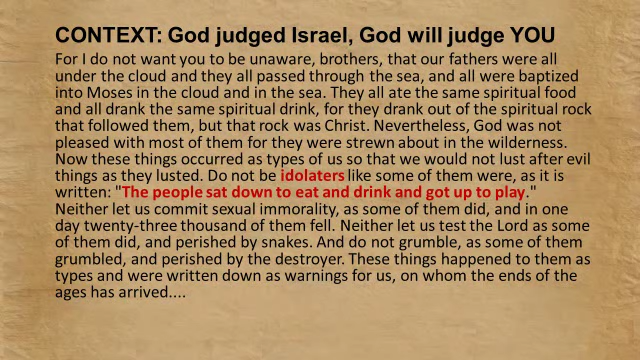 CONTEXT: God judged Israel, God will judge YOU
For I do not want you to be unaware, brothers, that our fathers were all
under the cloud and they all passed through the sea, and all were baptized
into Moses in the cloud and in the sea. They all ate the same spiritual food
and all drank the same spiritual drink, for they drank out of the spiritual rock
that followed them, but that rock was Christ. Nevertheless, God was not
pleased with most of them for they were strewn about in the wilderness.
Now these things occurred as types of us so that we would not lust after evil
things as they lusted. Do not be idolaters like some of them were, as it is
written: "The people sat down to eat and drink and got up to play."
Neither let us commit sexual immorality, as some of them did, and in one
day twenty-three thousand of them fell. Neither let us test the Lord as some
of them did, and perished by snakes. And do not grumble, as some of them
grumbled, and perished by the destroyer. These things happened to them as
types and were written down as warnings for us, on whom the ends of the
ages has arrived....